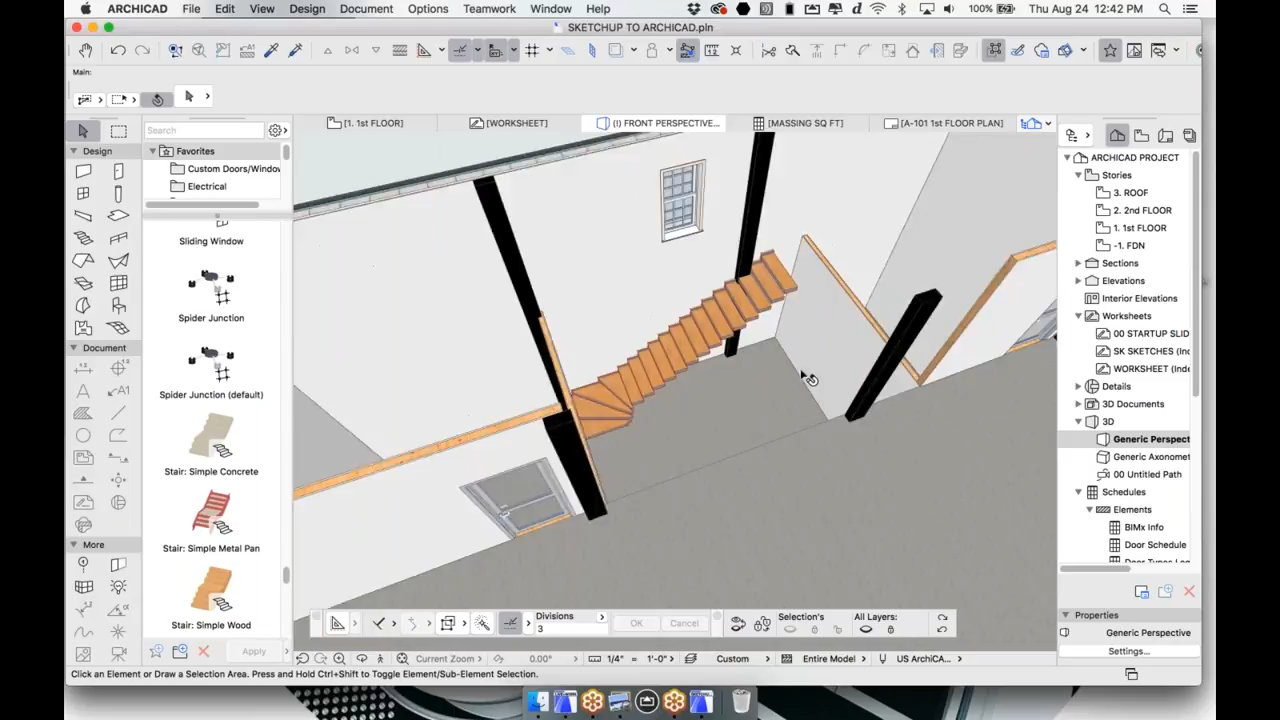 ARCHICAD File Edit View Design Document Options Teamwork Window Help 100% Thu Aug 24 12:42 PM
SKETCHUP TO ARCHICAD.pln
Main:
[1. 1st FLOOR]
[WORKSHEET]
(!) FRONT PERSPECTIVE...
[MASSING SQ FT]
[A-101 1st FLOOR PLAN]
Search
Design
Favorites
Custom Doors/Window
Electrical
Sliding Window
Spider Junction
Spider Junction (default)
Stair: Simple Concrete
Stair: Simple Metal Pan
Stair: Simple Wood
Document
A1
More
Apply
ARCHICAD PROJECT
Stories
3. ROOF
2. 2nd FLOOR
1. 1st FLOOR
-1. FDN
Sections
Elevations
Interior Elevations
Worksheets
00 STARTUP SLID
SK SKETCHES (Ind
WORKSHEET (Inde
Details
3D Documents
3D
Generic Perspect
Generic Axonomet
00 Untitled Path
Schedules
Elements
BIMx Info
Door Schedule
Properties
Generic Perspective
Settings...
Divisions
3
OK
Cancel
Selection's
All Layers:
Current Zoom
0.00°
1/4" = 1'-0"
Custom
Entire Model
US ArchiCA...
Click an Element or Draw a Selection Area. Press and Hold Ctrl+Shift to Toggle Element/Sub-Element Selection.